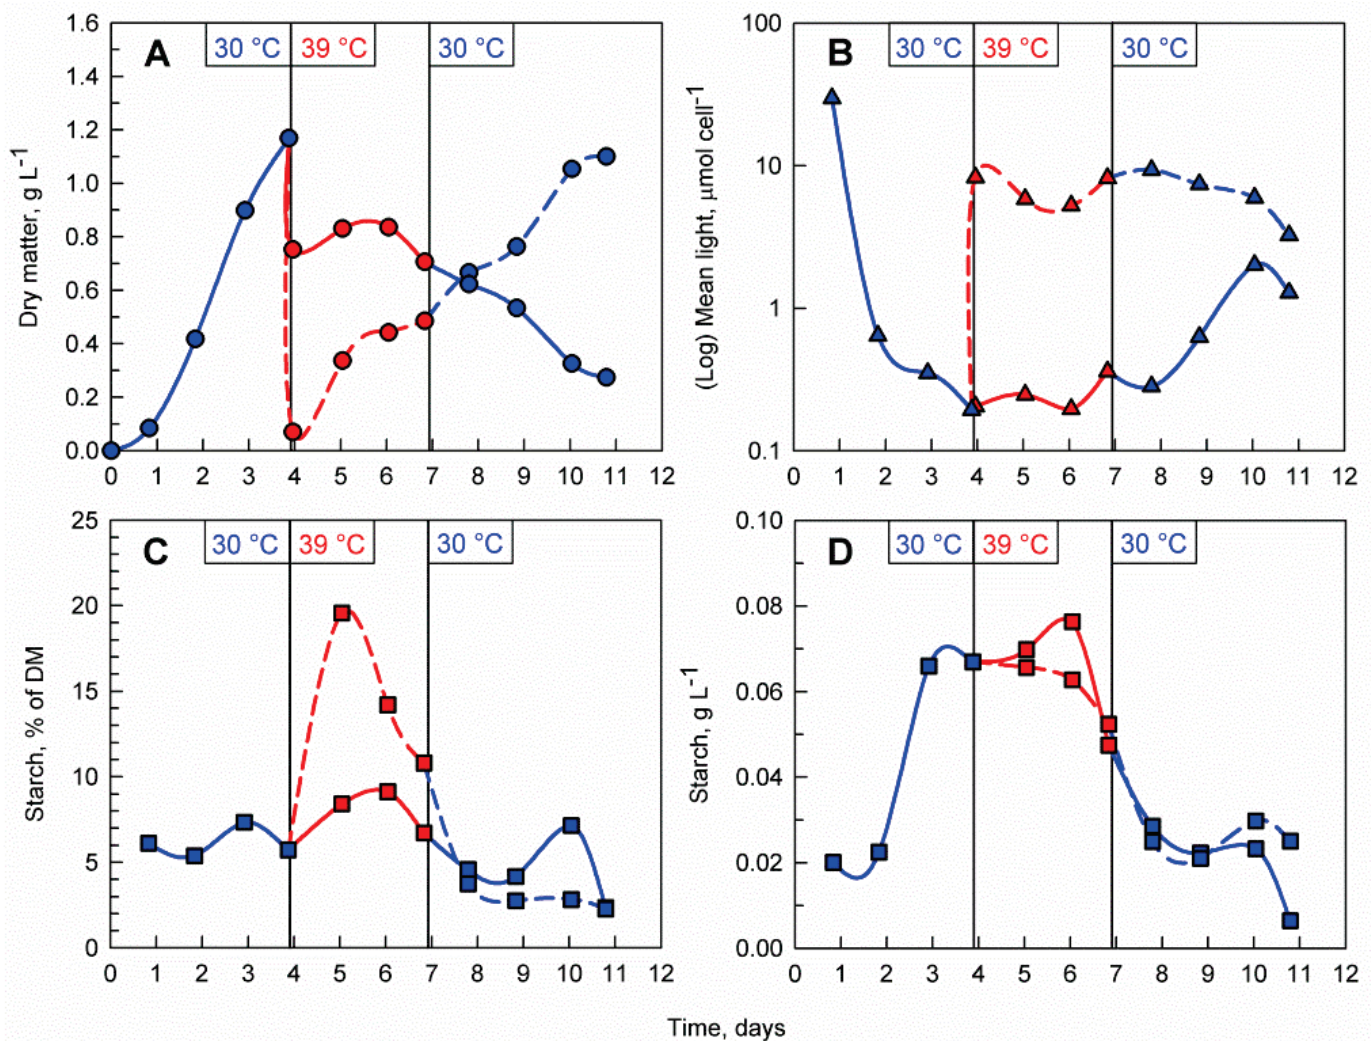 A
30 °C 39 °C 30 °C
Dry matter, g L⁻¹
1.6
1.4
1.2
1.0
0.8
0.6
0.4
0.2
0.0
0 1 2 3 4 5 6 7 8 9 10 11 12
B
30 °C 39 °C 30 °C
(Log) Mean light, μmol cell⁻¹
100
10
1
0.1
0 1 2 3 4 5 6 7 8 9 10 11 12
C
30 °C 39 °C 30 °C
Starch, % of DM
25
20
15
10
5
0
0 1 2 3 4 5 6 7 8 9 10 11 12
D
30 °C 39 °C 30 °C
Starch, g L⁻¹
0.10
0.08
0.06
0.04
0.02
0.00
0 1 2 3 4 5 6 7 8 9 10 11 12
Time, days